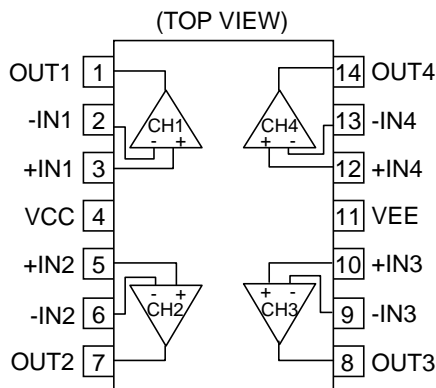 (TOP VIEW)
OUT1 1 14 OUT4
-IN1 2 CH1 CH4 13 -IN4
- + + -
+IN1 3 12 +IN4
VCC 4 11 VEE
+IN2 5 10 +IN3
- + + -
-IN2 6 CH2 CH3 9 -IN3
OUT2 7 8 OUT3